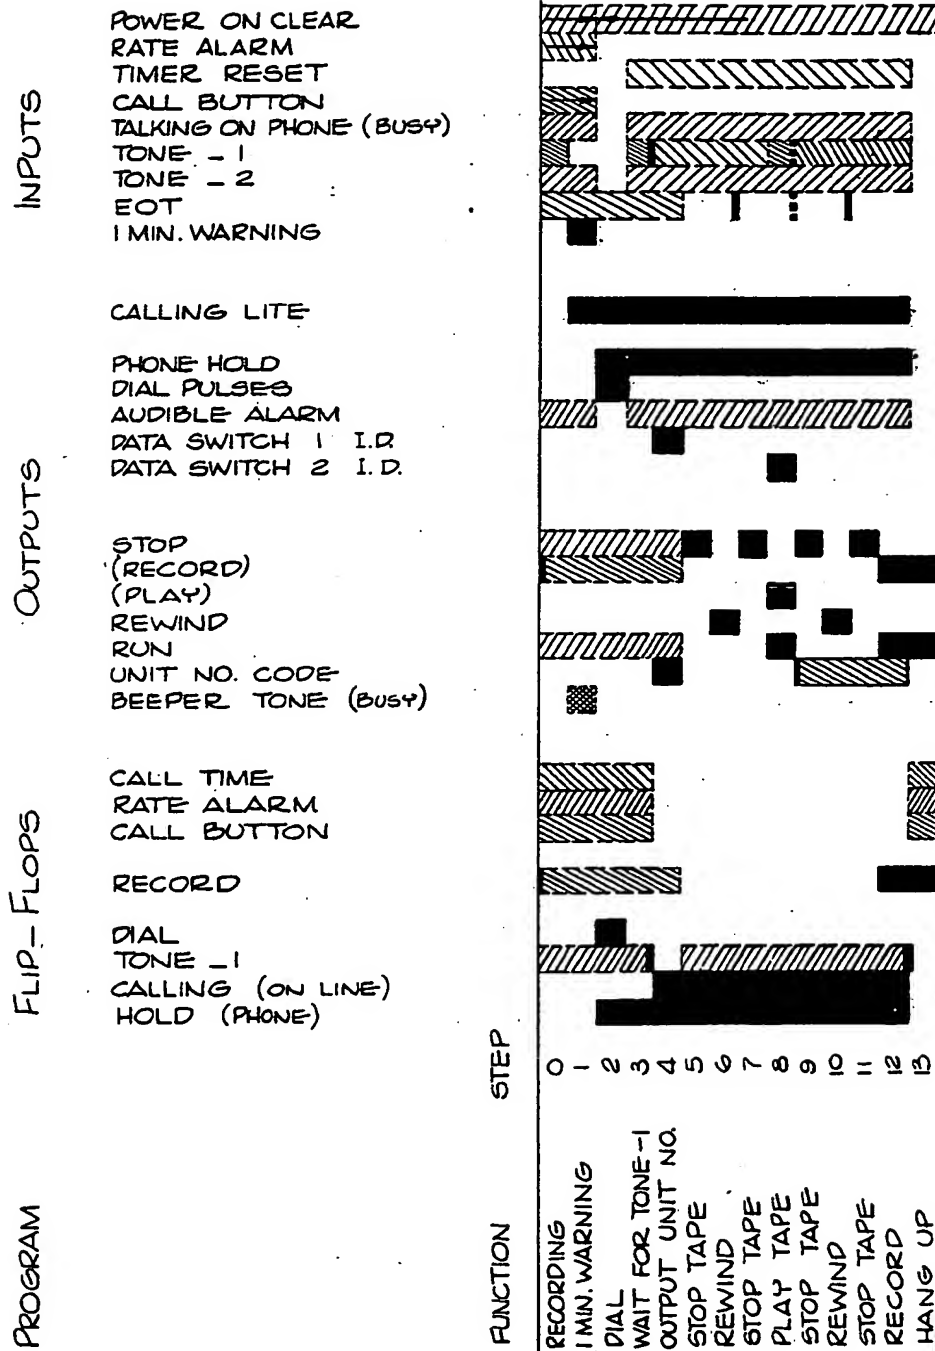 INPUTS
POWER ON CLEAR
RATE ALARM
TIMER RESET
CALL BUTTON
TALKING ON PHONE (BUSY)
TONE - 1
TONE - 2
EOT
1 MIN. WARNING
OUTPUTS
CALLING LITE
PHONE HOLD
DIAL PULSES
AUDIBLE ALARM
DATA SWITCH 1 I.D.
DATA SWITCH 2 I.D.
STOP
(RECORD)
(PLAY)
REWIND
RUN
UNIT NO. CODE
BEEPER TONE (BUSY)
FLIP-FLOPS
CALL TIME
RATE ALARM
CALL BUTTON
RECORD
DIAL
TONE -1
CALLING (ON LINE)
HOLD (PHONE)
PROGRAM
FUNCTION STEP
RECORDING 0
1 MIN. WARNING 1
DIAL 2
WAIT FOR TONE-1 3
OUTPUT UNIT NO. 4
STOP TAPE 5
REWIND 6
STOP TAPE 7
PLAY TAPE 8
STOP TAPE 9
REWIND 10
STOP TAPE 11
RECORD 12
HANG UP 13